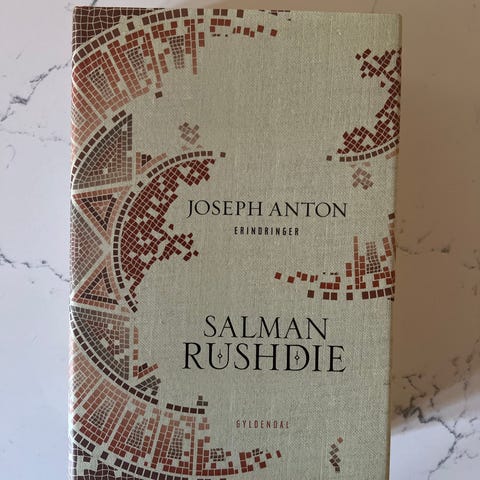 JOSEPH ANTON
ERINDRINGER
SALMAN
RUSHDIE
GYLDENDAL